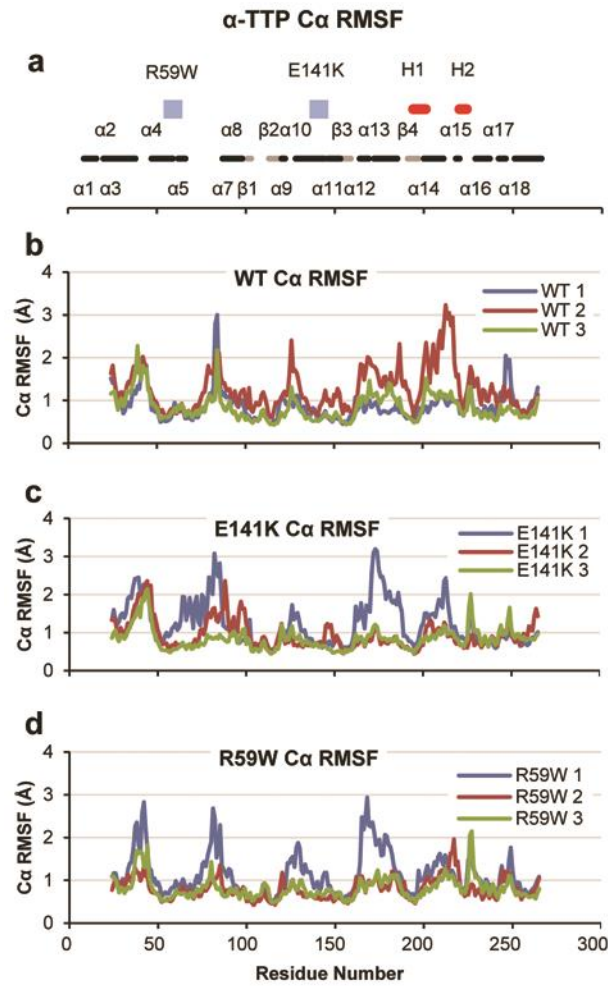 α-TTP Cα RMSF
a
R59W E141K H1 H2
α2 α4 α8 β2 α10 β3 α13 β4 α15 α17
α1 α3 α5 α7 β1 α9 α11 α12 α14 α16 α18
b
WT Cα RMSF
Cα RMSF (Å)
4
3
2
1
0
WT 1
WT 2
WT 3
c
E141K Cα RMSF
Cα RMSF (Å)
4
3
2
1
0
E141K 1
E141K 2
E141K 3
d
R59W Cα RMSF
Cα RMSF (Å)
4
3
2
1
0
R59W 1
R59W 2
R59W 3
0 50 100 150 200 250 300
Residue Number